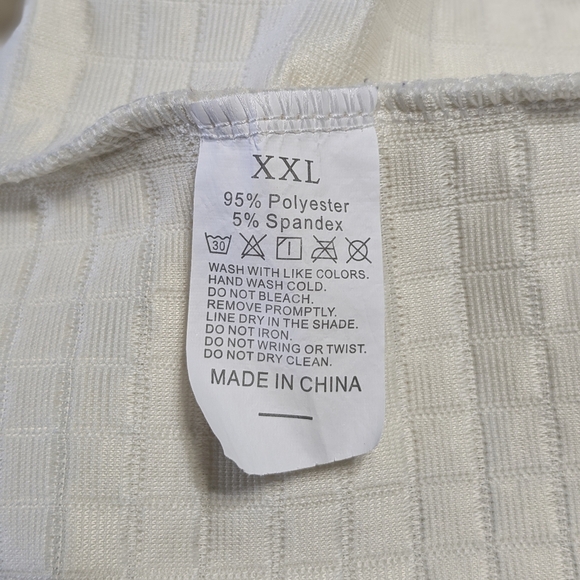 XXL
95% Polyester
5% Spandex
30
WASH WITH LIKE COLORS.
HAND WASH COLD.
DO NOT BLEACH.
REMOVE PROMPTLY.
LINE DRY IN THE SHADE.
DO NOT IRON.
DO NOT WRING OR TWIST.
DO NOT DRY CLEAN.
MADE IN CHINA